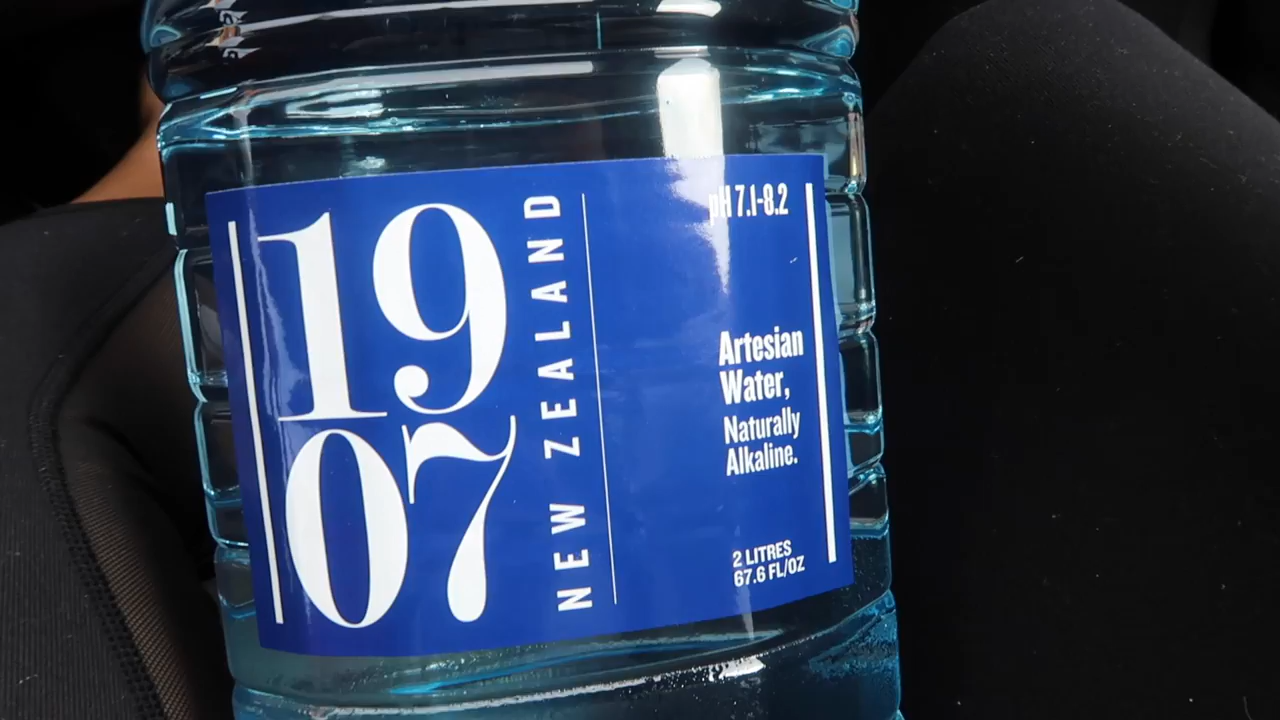 19
07
NEW ZEALAND
pH 7.1-8.2
Artesian
Water,
Naturally
Alkaline.
2 LITRES
67.6 FL/OZ